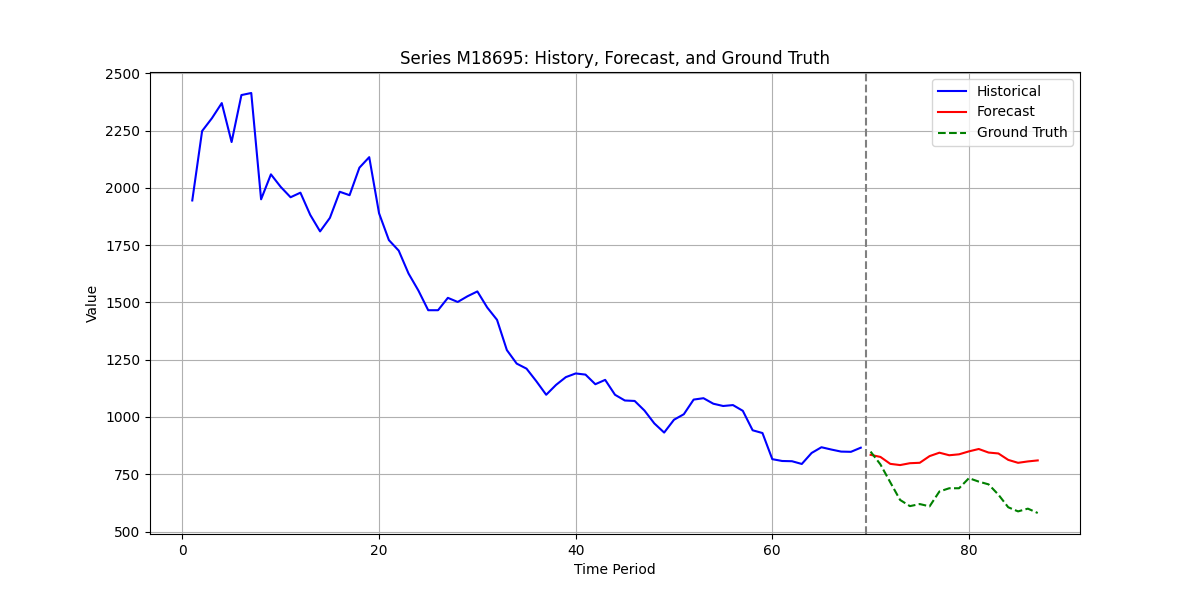 Series M18695: History, Forecast, and Ground Truth
2500
2250
2000
1750
1500
1250
1000
750
500
Value
0
20
40
60
80
Time Period
Historical
Forecast
Ground Truth